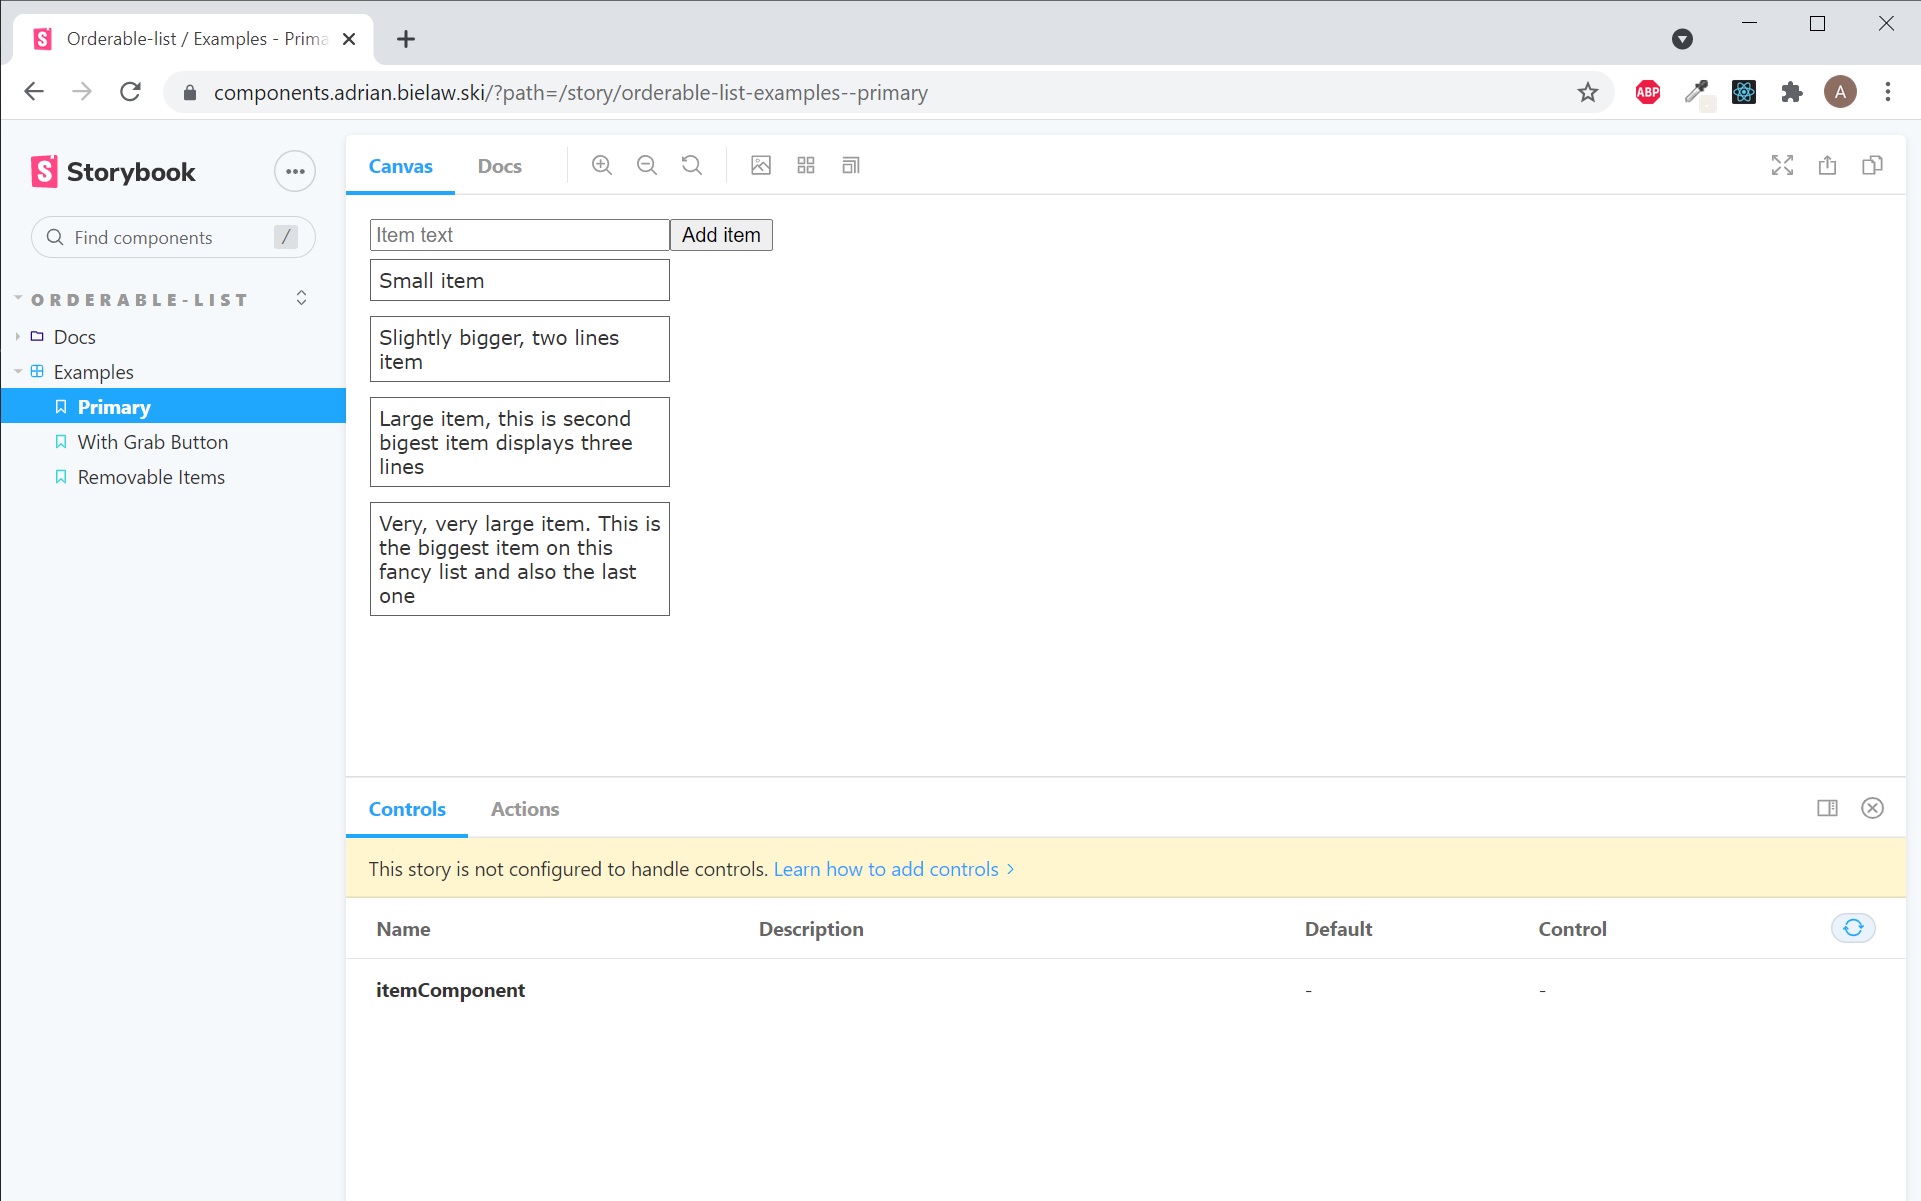 Orderable-list / Examples - Prima
components.adrian.bielaw.ski/?path=/story/orderable-list-examples--primary
ABP
A
S Storybook
Find components /
ORDERABLE-LIST
Docs
Examples
Primary
With Grab Button
Removable Items
Canvas Docs
Item text Add item
Small item
Slightly bigger, two lines
item
Large item, this is second
bigest item displays three
lines
Very, very large item. This is
the biggest item on this
fancy list and also the last
one
Controls Actions
This story is not configured to handle controls. Learn how to add controls
Name Description Default Control
itemComponent - -